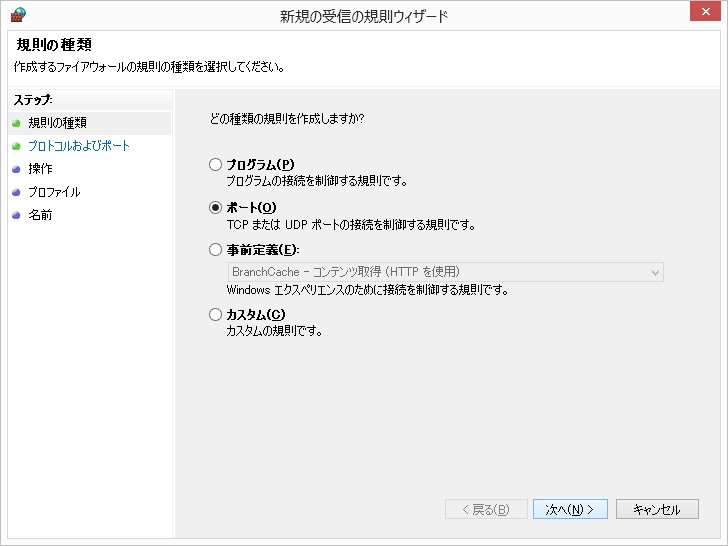 新規の受信の規則ウィザード
規則の種類
作成するファイアウォールの規則の種類を選択してください。
ステップ:
規則の種類
プロトコルおよびポート
操作
プロファイル
名前
どの種類の規則を作成しますか?
プログラム(P)
プログラムの接続を制御する規則です。
ポート(O)
TCP または UDP ポートの接続を制御する規則です。
事前定義(E):
BranchCache - コンテンツ取得 (HTTP を使用)
Windows エクスペリエンスのために接続を制御する規則です。
カスタム(C)
カスタムの規則です。
< 戻る(B) 次へ(N) > キャンセル